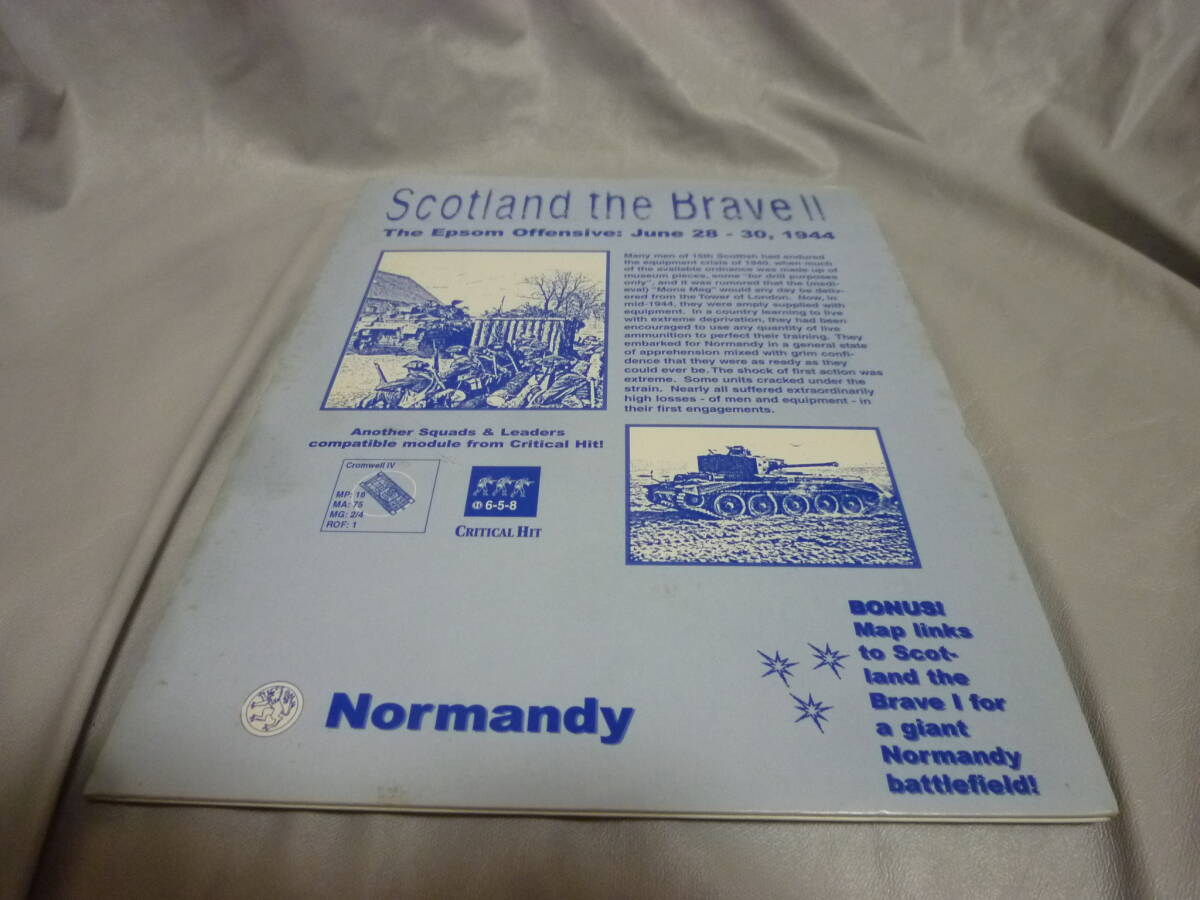 Scotland the Brave II
The Epsom Offensive: June 28 - 30, 1944
Many men of 15th Scottish had endured
the equipment crisis of 1940, when much
of the available ordnance was made up of
museum pieces, some "for drill purposes
only", and it was rumored that the (medi-
eval) "Mons Meg" would any day be deliv-
ered from the Tower of London. Now, in
mid-1944, they were amply supplied with
equipment. In a country learning to live
with extreme deprivation, they had been
encouraged to use any quantity of live
ammunition to perfect their training. They
embarked for Normandy in a general state
of apprehension mixed with grim confi-
dence that they were as ready as they
could ever be. The shock of first action was
extreme. Some units cracked under the
strain. Nearly all suffered extraordinarily
high losses - of men and equipment - in
their first engagements.
Another Squads & Leaders
compatible module from Critical Hit!
Cromwell IV
MP: 18
MA: 75
MG: 2/4
ROF: 1
6-5-8
CRITICAL HIT
BONUS!
Map links
to Scot-
land the
Brave I for
a giant
Normandy
battlefield!
Normandy